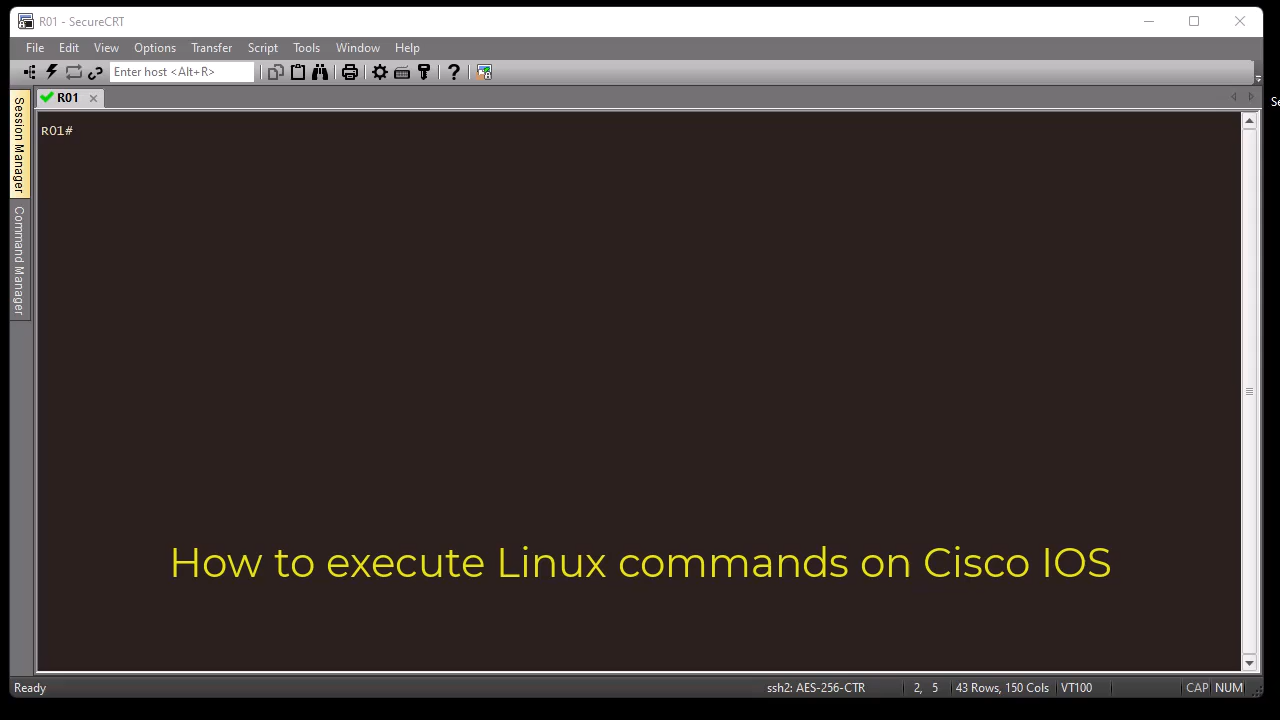 R01 - SecureCRT
File Edit View Options Transfer Script Tools Window Help
Enter host <Alt+R>
R01
Session Manager
Command Manager
R01#
How to execute Linux commands on Cisco IOS
Ready ssh2: AES-256-CTR 2, 5 43 Rows, 150 Cols VT100 CAP NUM